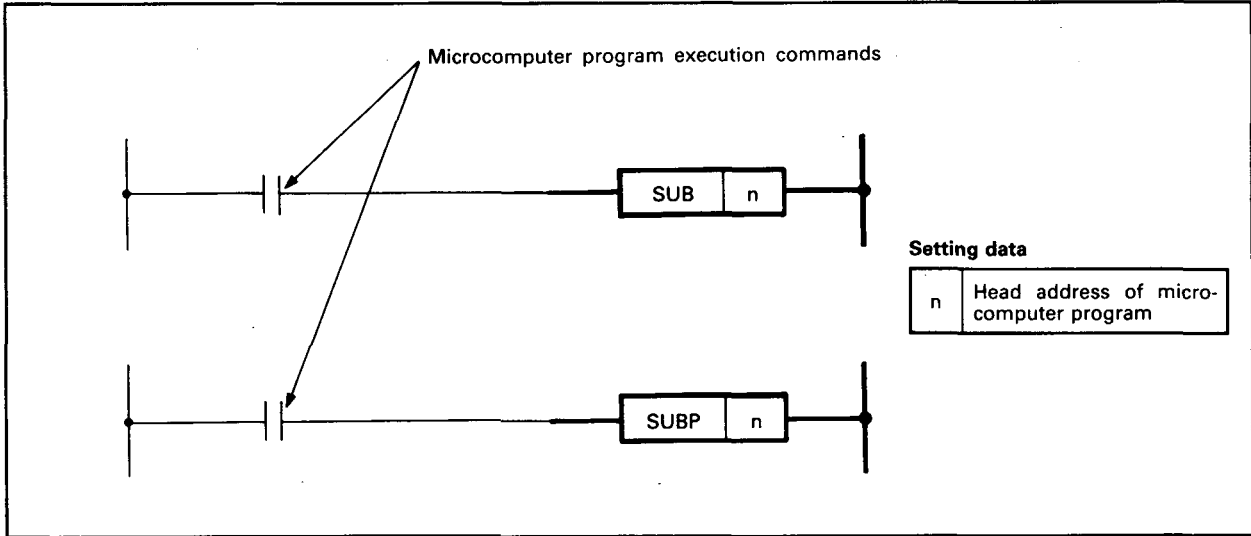 Microcomputer program execution commands
SUB n
Setting data
n Head address of micro-
computer program
SUBP n